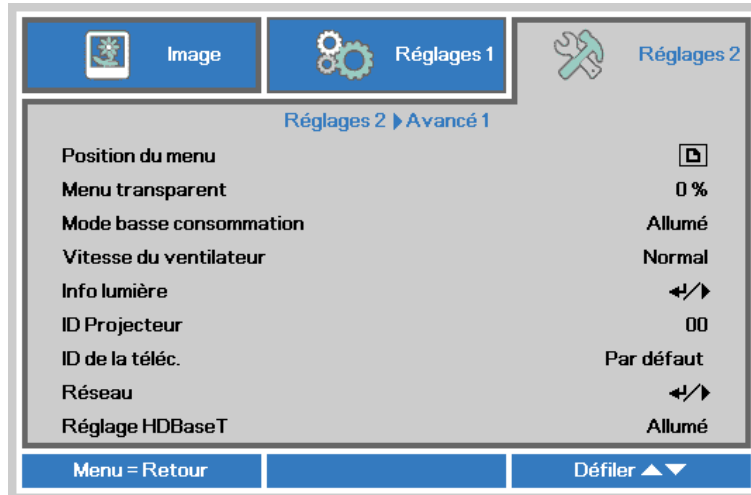 Image
Réglages 1
Réglages 2
Réglages 2 Avancé 1
Position du menu
Menu transparent 0 %
Mode basse consommation Allumé
Vitesse du ventilateur Normal
Info lumière
ID Projecteur 00
ID de la téléc. Par défaut
Réseau
Réglage HDBaseT Allumé
Menu = Retour
Défiler